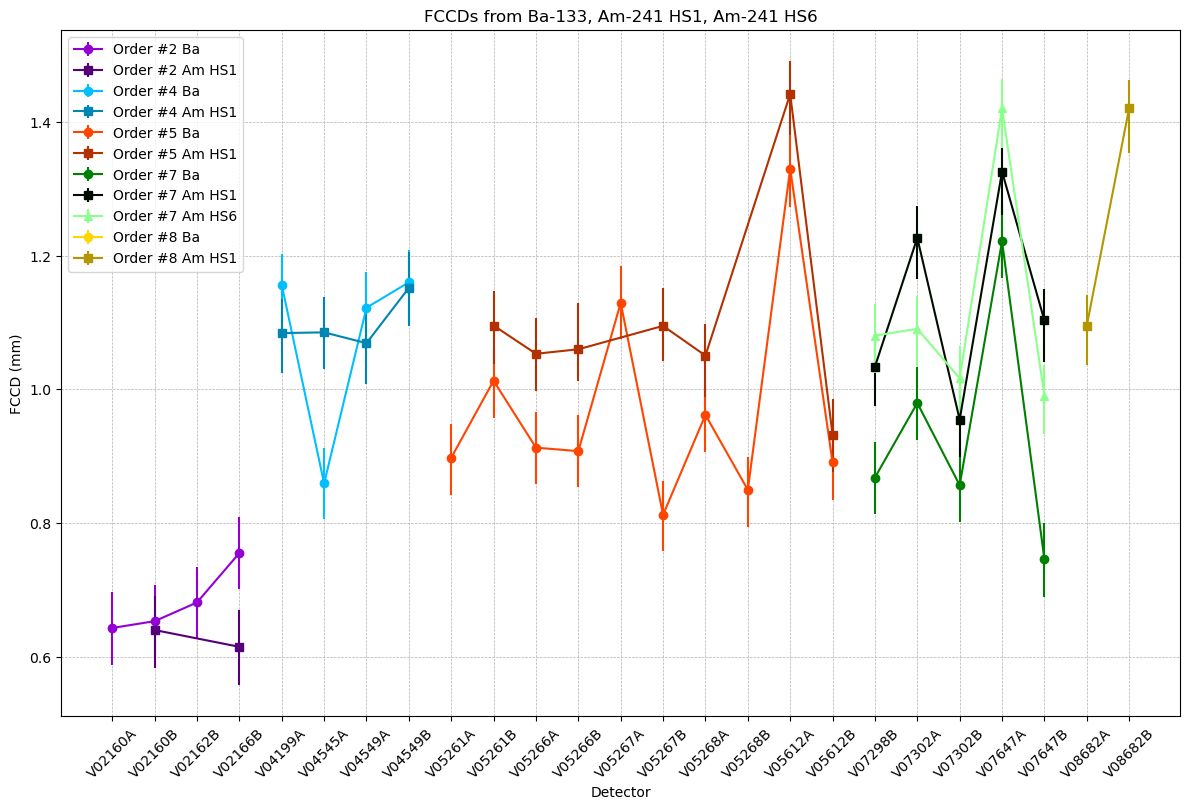 FCCDs from Ba-133, Am-241 HS1, Am-241 HS6
Order #2 Ba
Order #2 Am HS1
Order #4 Ba
Order #4 Am HS1
Order #5 Ba
Order #5 Am HS1
Order #7 Ba
Order #7 Am HS1
Order #7 Am HS6
Order #8 Ba
Order #8 Am HS1
FCCD (mm)
1.4
1.2
1.0
0.8
0.6
V02160A
V02160B
V02162B
V02166B
V04199A
V04545A
V04549A
V04549B
V05261A
V05261B
V05266A
V05266B
V05267A
V05267B
V05268A
V05268B
V05612A
V05612B
V07298B
V07302A
V07302B
V07647A
V07647B
V08682A
V08682B
Detector